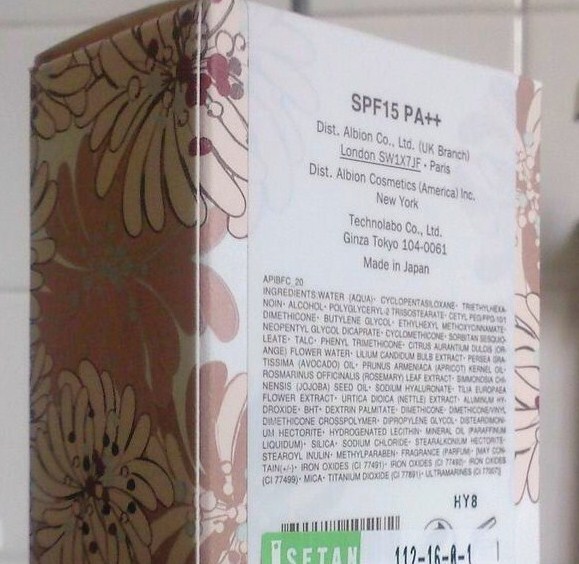 SPF15 PA++
Dist. Albion Co., Ltd. (UK Branch)
London SW1X7JF • Paris
Dist. Albion Cosmetics (America) Inc.
New York
Technolabo Co., Ltd.
Ginza Tokyo 104-0061
Made in Japan
APIBFC_20
INGREDIENTS:WATER (AQUA)• CYCLOPENTASILOXANE• TRIETHYLHEXA-
NOIN• ALCOHOL• POLYGLYCERYL-2 TRIISOSTEARATE• CETYL PEG/PPG-10/1
DIMETHICONE• BUTYLENE GLYCOL• ETHYLHEXYL METHOXYCINNAMATE•
NEOPENTYL GLYCOL DICAPRATE• CYCLOMETHICONE• SORBITAN SESQUIO-
LEATE• TALC• PHENYL TRIMETHICONE• CITRUS AURANTIUM DULCIS (OR-
ANGE) FLOWER WATER• LILIUM CANDIDUM BULB EXTRACT• PERSEA GRA-
TISSIMA (AVOCADO) OIL• PRUNUS ARMENIACA (APRICOT) KERNEL OIL•
ROSMARINUS OFFICINALIS (ROSEMARY) LEAF EXTRACT• SIMMONDSIA CHI-
NENSIS (JOJOBA) SEED OIL• SODIUM HYALURONATE• TILIA EUROPAEA
FLOWER EXTRACT• URTICA DIOICA (NETTLE) EXTRACT• ALUMINUM HY-
DROXIDE• BHT• DEXTRIN PALMITATE• DIMETHICONE• DIMETHICONE/VINYL
DIMETHICONE CROSSPOLYMER• DIPROPYLENE GLYCOL• DISTEARDIMONI-
UM HECTORITE• HYDROGENATED LECITHIN• MINERAL OIL (PARAFFINUM
LIQUIDUM)• SILICA• SODIUM CHLORIDE• STEARALKONIUM HECTORITE•
STEAROYL INULIN• METHYLPARABEN• FRAGRANCE (PARFUM)• [MAY CON-
TAIN(+/-)• IRON OXIDES (CI 77491)• IRON OXIDES (CI 77492)• IRON OXIDES
(CI 77499)• MICA• TITANIUM DIOXIDE (CI 77891)• ULTRAMARINES (CI 77007)]
HY8
ISETAN
112-16-0-1